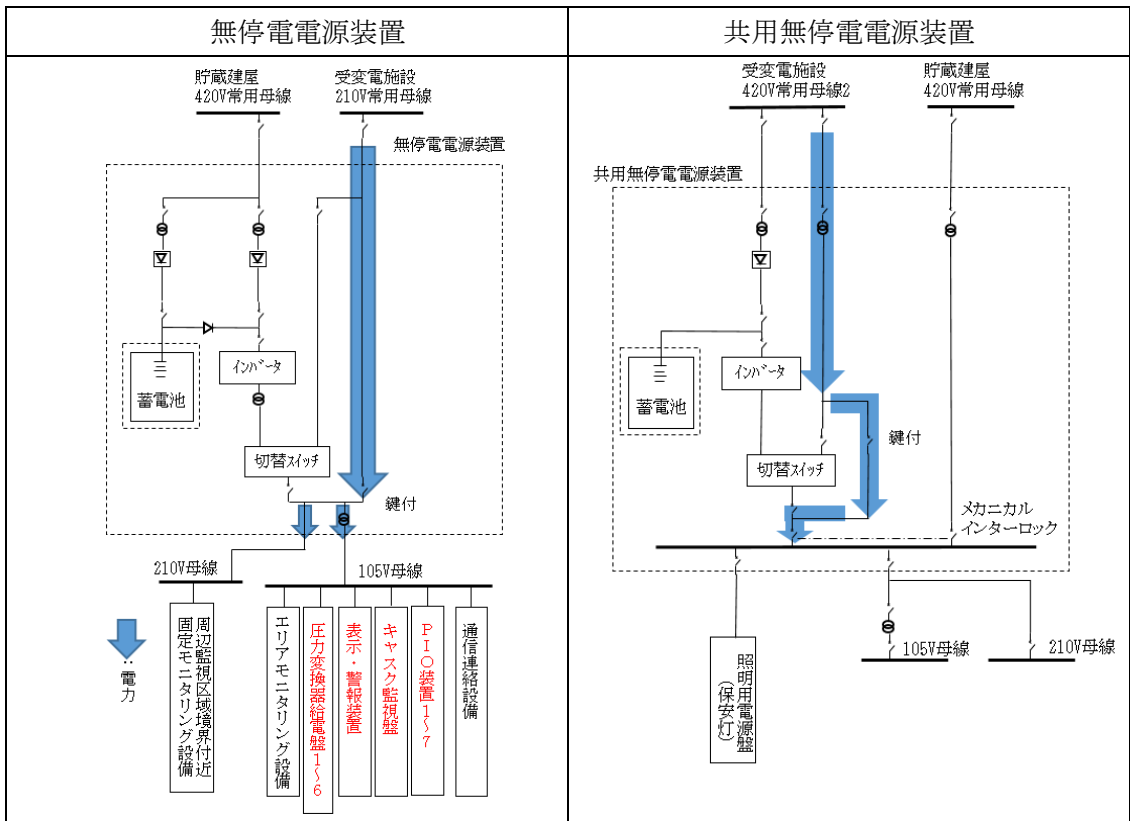 無停電電源装置
共用無停電電源装置
貯蔵建屋
420V常用母線
受変電施設
210V常用母線
無停電電源装置
インバータ
蓄電池
切替スイッチ
鍵付
210V母線
105V母線
電力
周辺監視区域境界付近
固定モニタリング設備
エリアモニタリング設備
圧力変換器給電盤1~6
表示・警報装置
キャスク監視盤
PIO装置1~7
通信連絡設備
受変電施設
420V常用母線2
貯蔵建屋
420V常用母線
共用無停電電源装置
インバータ
蓄電池
鍵付
切替スイッチ
メカニカル
インターロック
105V母線
210V母線
照明用電源盤
(保安灯)